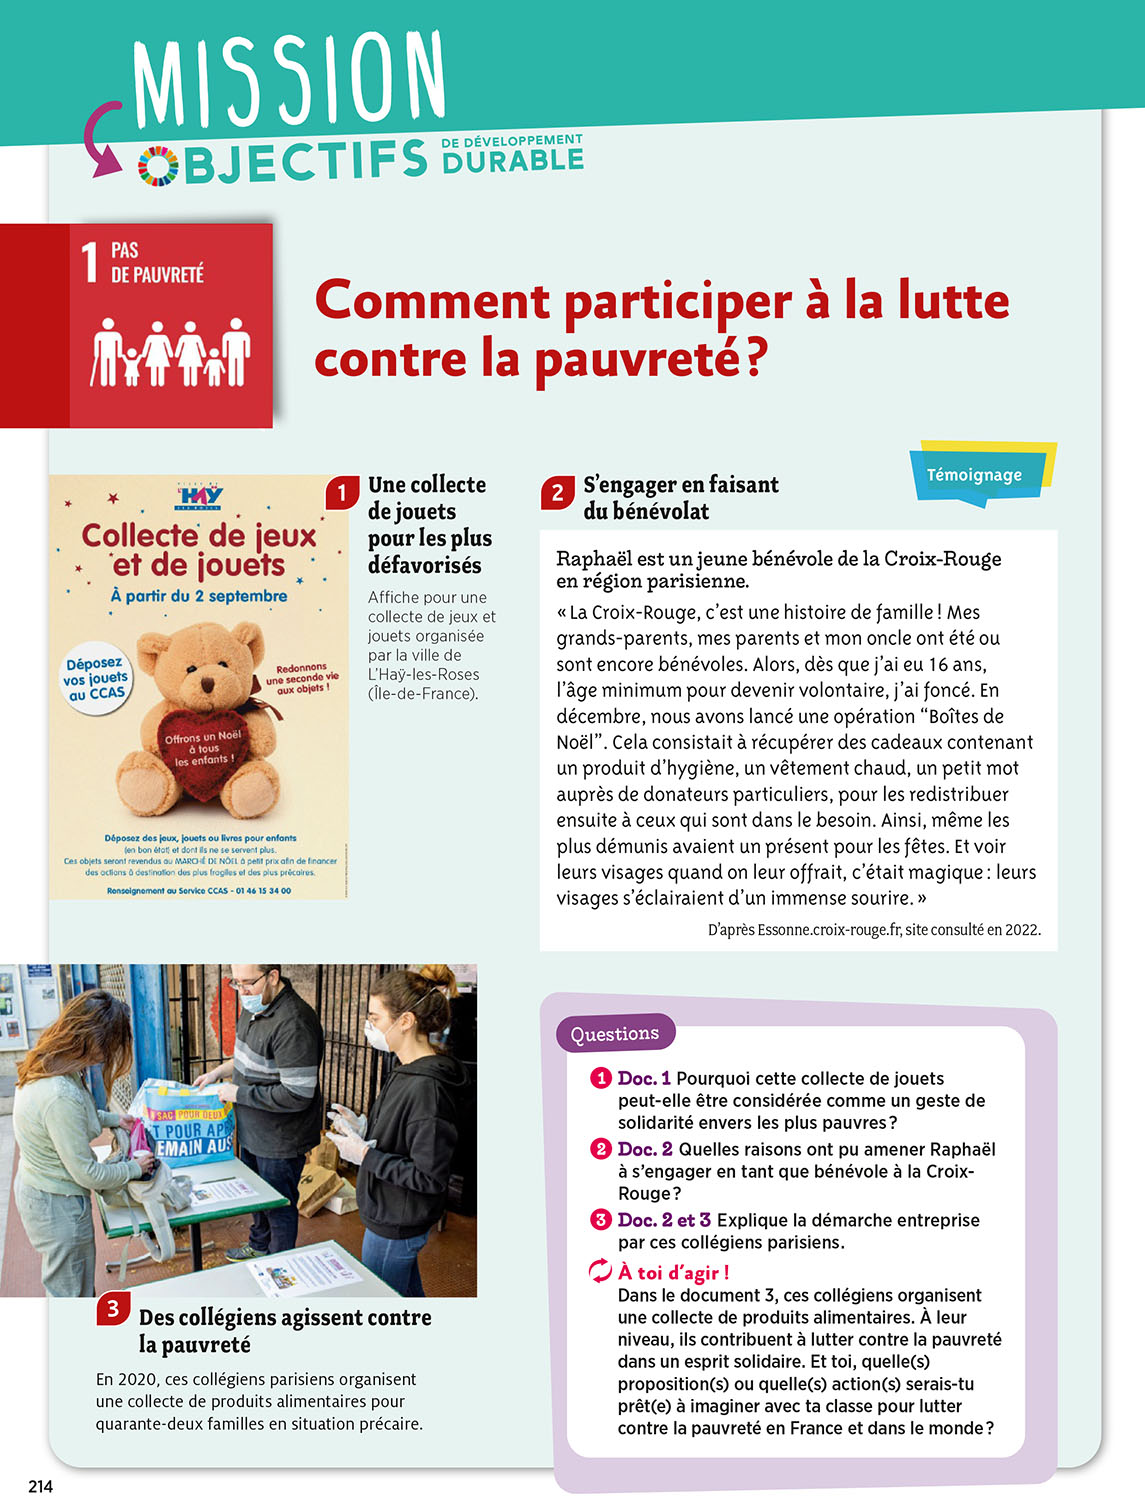 MISSION
OBJECTIFS DE DÉVELOPPEMENT DURABLE
1 PAS
DE PAUVRETÉ
Comment participer à la lutte
contre la pauvreté ?
VILLE DE
L'HAŸ
LES ROSES
Collecte de jeux
et de jouets
À partir du 2 septembre
Déposez
vos jouets
au CCAS
Redonnons
une seconde vie
aux objets !
Offrons un Noël
à tous
les enfants !
Déposez des jeux, jouets ou livres pour enfants
(en bon état) et dont ils ne se servent plus.
Ces objets seront revendus au MARCHÉ DE NOËL à petit prix afin de financer
des actions à destination des plus fragiles et des plus précaires.
Renseignement au Service CCAS - 01 46 15 34 00
1 Une collecte
de jouets
pour les plus
défavorisés
Affiche pour une
collecte de jeux et
jouets organisée
par la ville de
L'Haÿ-les-Roses
(Île-de-France).
2 S'engager en faisant
du bénévolat
Témoignage
Raphaël est un jeune bénévole de la Croix-Rouge
en région parisienne.
« La Croix-Rouge, c'est une histoire de famille ! Mes
grands-parents, mes parents et mon oncle ont été ou
sont encore bénévoles. Alors, dès que j'ai eu 16 ans,
l'âge minimum pour devenir volontaire, j'ai foncé. En
décembre, nous avons lancé une opération “Boîtes de
Noël”. Cela consistait à récupérer des cadeaux contenant
un produit d'hygiène, un vêtement chaud, un petit mot
auprès de donateurs particuliers, pour les redistribuer
ensuite à ceux qui sont dans le besoin. Ainsi, même les
plus démunis avaient un présent pour les fêtes. Et voir
leurs visages quand on leur offrait, c'était magique : leurs
visages s'éclairaient d'un immense sourire. »
D'après Essonne.croix-rouge.fr, site consulté en 2022.
SAC POUR DEUX
T POUR APR
EMAIN AUS
3 Des collégiens agissent contre
la pauvreté
En 2020, ces collégiens parisiens organisent
une collecte de produits alimentaires pour
quarante-deux familles en situation précaire.
Questions
1 Doc. 1 Pourquoi cette collecte de jouets
peut-elle être considérée comme un geste de
solidarité envers les plus pauvres ?
2 Doc. 2 Quelles raisons ont pu amener Raphaël
à s'engager en tant que bénévole à la Croix-
Rouge ?
3 Doc. 2 et 3 Explique la démarche entreprise
par ces collégiens parisiens.
À toi d'agir !
Dans le document 3, ces collégiens organisent
une collecte de produits alimentaires. À leur
niveau, ils contribuent à lutter contre la pauvreté
dans un esprit solidaire. Et toi, quelle(s)
proposition(s) ou quelle(s) action(s) serais-tu
prêt(e) à imaginer avec ta classe pour lutter
contre la pauvreté en France et dans le monde ?
214